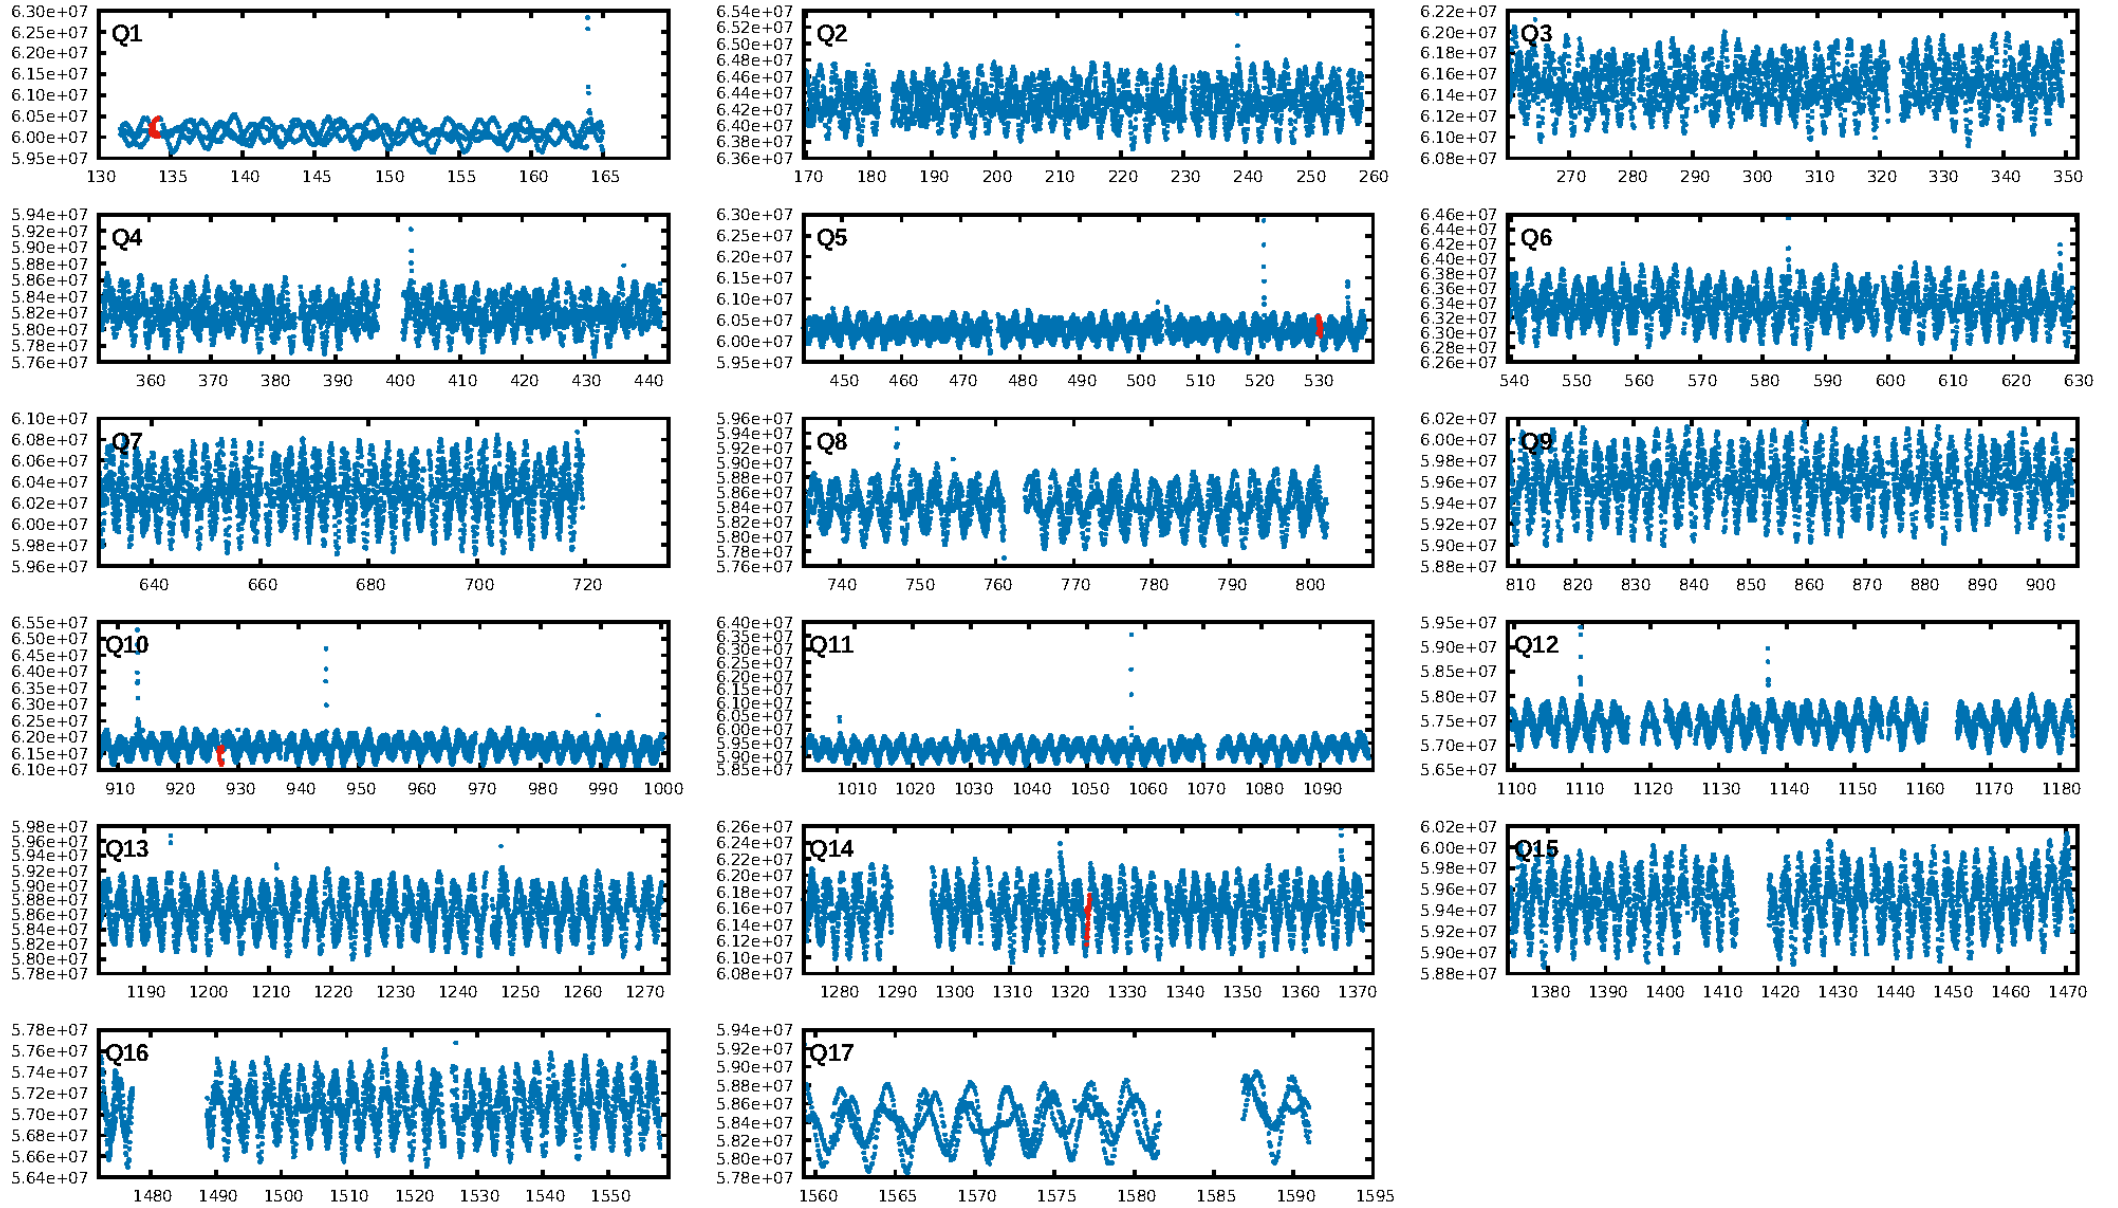 6.30e+07
6.25e+07
6.20e+07
6.15e+07
6.10e+07
6.05e+07
6.00e+07
5.95e+07
Q1
130 135 140 145 150 155 160 165
6.54e+07
6.52e+07
6.50e+07
6.48e+07
6.46e+07
6.44e+07
6.42e+07
6.40e+07
6.38e+07
6.36e+07
Q2
170 180 190 200 210 220 230 240 250 260
6.22e+07
6.20e+07
6.18e+07
6.16e+07
6.14e+07
6.12e+07
6.10e+07
6.08e+07
Q3
270 280 290 300 310 320 330 340 350
5.94e+07
5.92e+07
5.90e+07
5.88e+07
5.86e+07
5.84e+07
5.82e+07
5.80e+07
5.78e+07
5.76e+07
Q4
360 370 380 390 400 410 420 430 440
6.30e+07
6.25e+07
6.20e+07
6.15e+07
6.10e+07
6.05e+07
6.00e+07
5.95e+07
Q5
450 460 470 480 490 500 510 520 530
6.46e+07
6.44e+07
6.42e+07
6.40e+07
6.38e+07
6.36e+07
6.34e+07
6.32e+07
6.30e+07
6.28e+07
6.26e+07
Q6
540 550 560 570 580 590 600 610 620 630
6.10e+07
6.08e+07
6.06e+07
6.04e+07
6.02e+07
6.00e+07
5.98e+07
5.96e+07
Q7
640 660 680 700 720
5.96e+07
5.94e+07
5.92e+07
5.90e+07
5.88e+07
5.86e+07
5.84e+07
5.82e+07
5.80e+07
5.78e+07
5.76e+07
Q8
740 750 760 770 780 790 800
6.02e+07
6.00e+07
5.98e+07
5.96e+07
5.94e+07
5.92e+07
5.90e+07
5.88e+07
Q9
810 820 830 840 850 860 870 880 890 900
6.55e+07
6.50e+07
6.45e+07
6.40e+07
6.35e+07
6.30e+07
6.25e+07
6.20e+07
6.15e+07
6.10e+07
Q10
910 920 930 940 950 960 970 980 990 1000
6.40e+07
6.35e+07
6.30e+07
6.25e+07
6.20e+07
6.15e+07
6.10e+07
6.05e+07
6.00e+07
5.95e+07
5.90e+07
5.85e+07
Q11
1010 1020 1030 1040 1050 1060 1070 1080 1090
5.95e+07
5.90e+07
5.85e+07
5.80e+07
5.75e+07
5.70e+07
5.65e+07
Q12
1100 1110 1120 1130 1140 1150 1160 1170 1180
5.98e+07
5.96e+07
5.94e+07
5.92e+07
5.90e+07
5.88e+07
5.86e+07
5.84e+07
5.82e+07
5.80e+07
5.78e+07
Q13
1190 1200 1210 1220 1230 1240 1250 1260 1270
6.26e+07
6.24e+07
6.22e+07
6.20e+07
6.18e+07
6.16e+07
6.14e+07
6.12e+07
6.10e+07
6.08e+07
Q14
1280 1290 1300 1310 1320 1330 1340 1350 1360 1370
6.02e+07
6.00e+07
5.98e+07
5.96e+07
5.94e+07
5.92e+07
5.90e+07
5.88e+07
Q15
1380 1390 1400 1410 1420 1430 1440 1450 1460 1470
5.78e+07
5.76e+07
5.74e+07
5.72e+07
5.70e+07
5.68e+07
5.66e+07
5.64e+07
Q16
1480 1490 1500 1510 1520 1530 1540 1550
5.94e+07
5.92e+07
5.90e+07
5.88e+07
5.86e+07
5.84e+07
5.82e+07
5.80e+07
5.78e+07
Q17
1560 1565 1570 1575 1580 1585 1590 1595